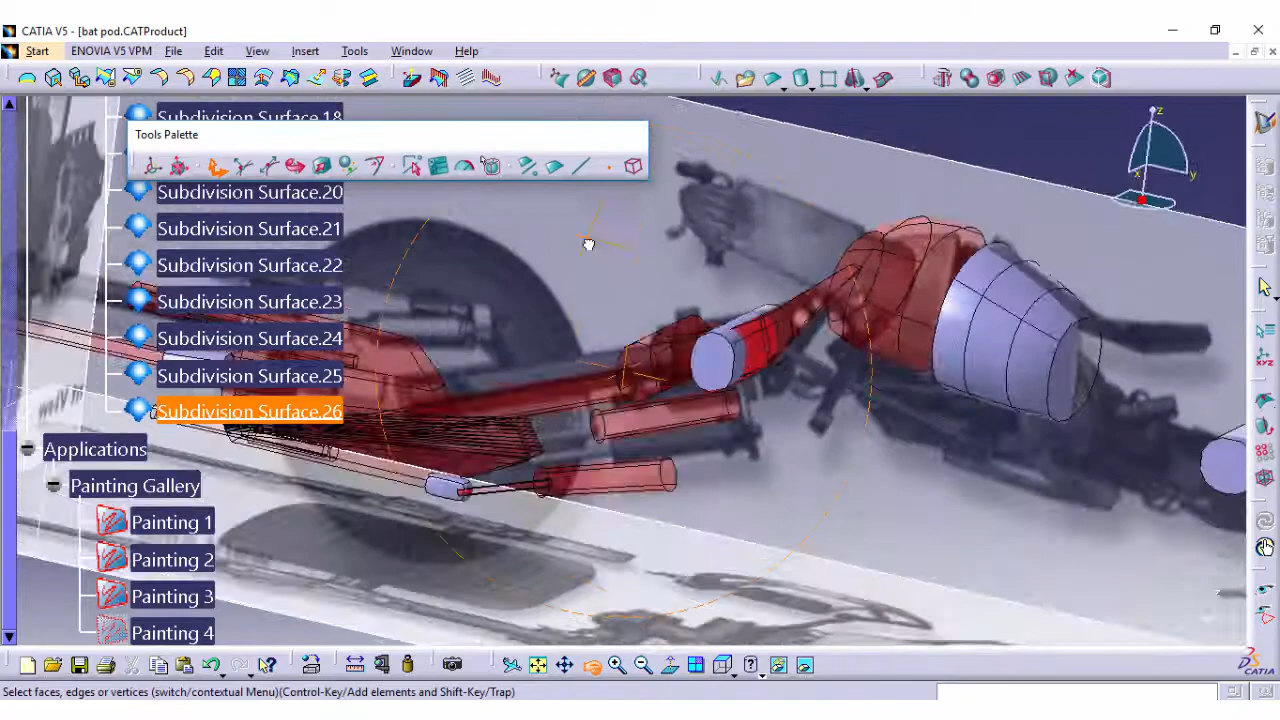 CATIA V5 - [bat pod.CATProduct]
Start ENOVIA V5 VPM File Edit View Insert Tools Window Help
Subdivision Surface.18
Tools Palette
Subdivision Surface.20
Subdivision Surface.21
Subdivision Surface.22
Subdivision Surface.23
Subdivision Surface.24
Subdivision Surface.25
Subdivision Surface.26
Applications
Painting Gallery
Painting 1
Painting 2
Painting 3
Painting 4
z
x
y
XYZ
CATIA
Select faces, edges or vertices (switch/contextual Menu)(Control-Key/Add elements and Shift-Key/Trap)